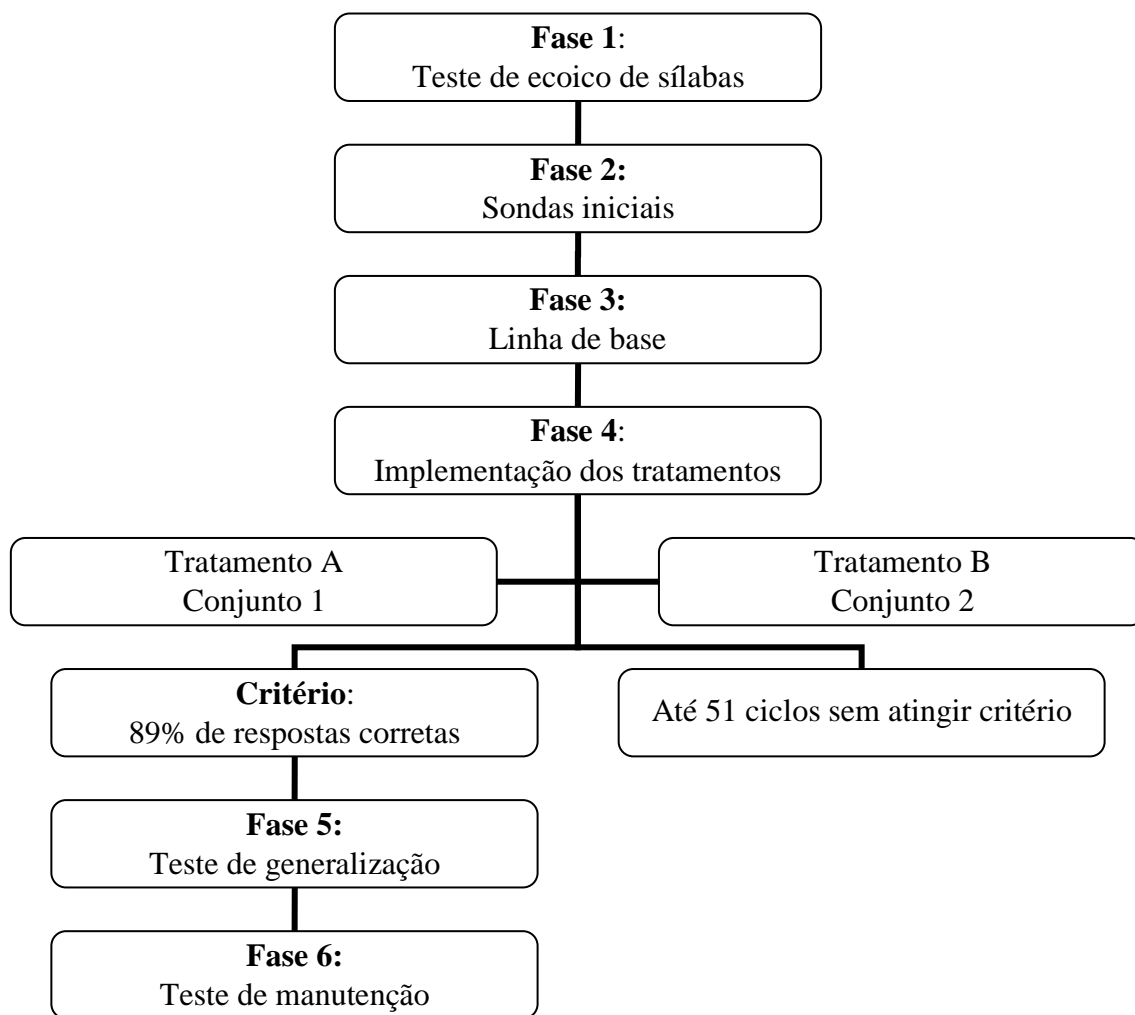 Fase 1:
Teste de ecoico de sílabas
Fase 2:
Sondas iniciais
Fase 3:
Linha de base
Fase 4:
Implementação dos tratamentos
Tratamento A
Conjunto 1
Tratamento B
Conjunto 2
Critério:
89% de respostas corretas
Até 51 ciclos sem atingir critério
Fase 5:
Teste de generalização
Fase 6:
Teste de manutenção